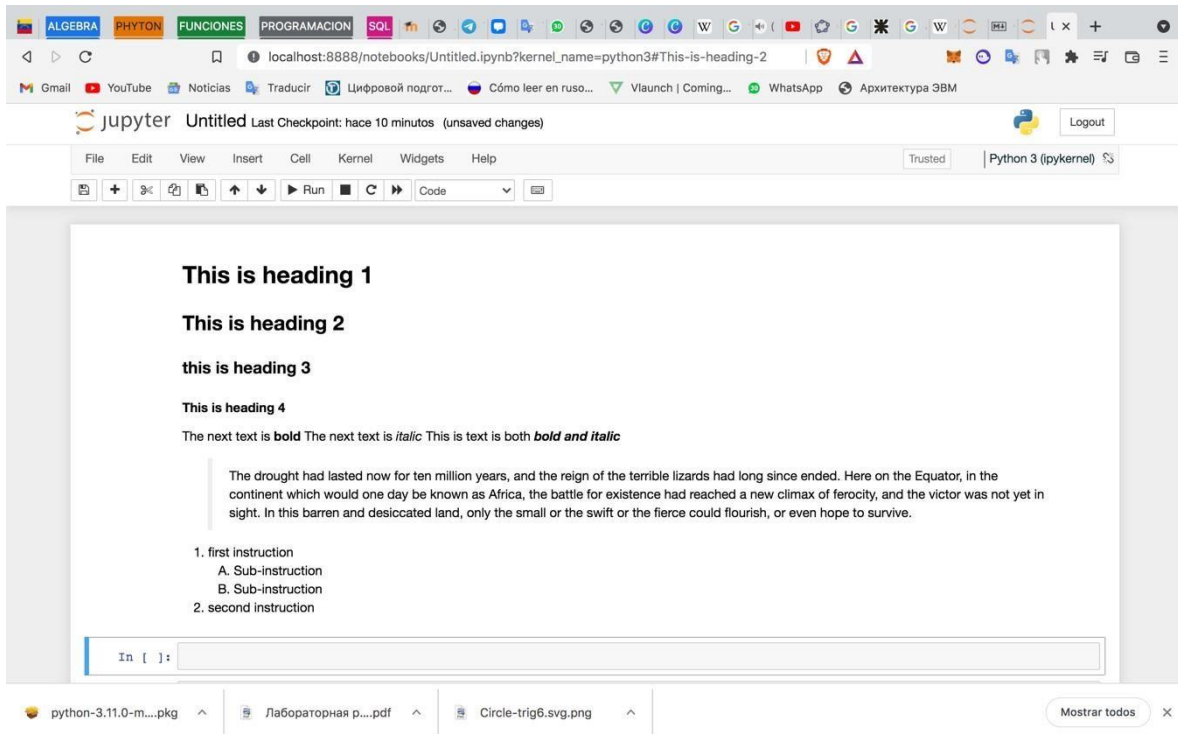 ALGEBRA PHYTON FUNCIONES PROGRAMACION SQL
localhost:8888/notebooks/Untitled.ipynb?kernel_name=python3#This-is-heading-2
Gmail YouTube Noticias Traducir Цифровой подгот... Cómo leer en ruso... Vlaunch | Coming... WhatsApp Архитектура ЭВМ
jupyter Untitled Last Checkpoint: hace 10 minutos (unsaved changes) Logout
File Edit View Insert Cell Kernel Widgets Help Trusted Python 3 (ipykernel)
Run Code
This is heading 1
This is heading 2
this is heading 3
This is heading 4
The next text is bold The next text is italic This is text is both bold and italic
The drought had lasted now for ten million years, and the reign of the terrible lizards had long since ended. Here on the Equator, in the
continent which would one day be known as Africa, the battle for existence had reached a new climax of ferocity, and the victor was not yet in
sight. In this barren and desiccated land, only the small or the swift or the fierce could flourish, or even hope to survive.
1. first instruction
A. Sub-instruction
B. Sub-instruction
2. second instruction
In [ ]:
python-3.11.0-m....pkg Лабораторная р....pdf Circle-trig6.svg.png Mostrar todos